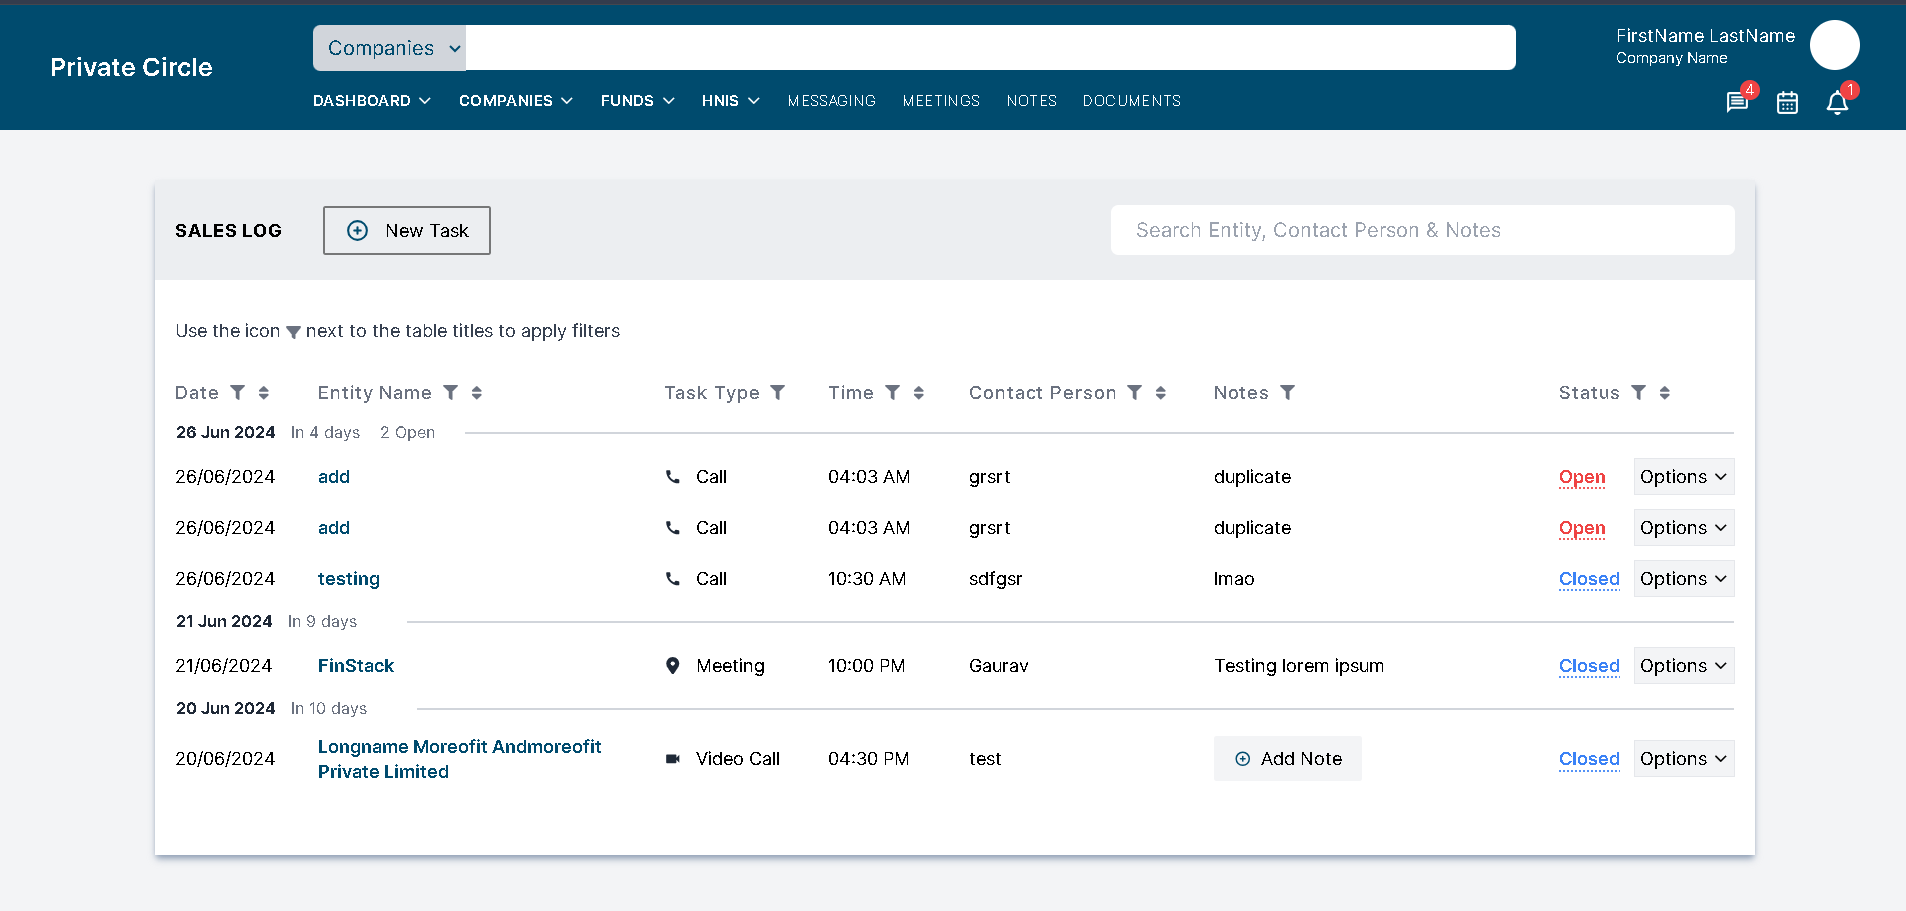 Private Circle
Companies
FirstName LastName
Company Name
DASHBOARD COMPANIES FUNDS HNIS MESSAGING MEETINGS NOTES DOCUMENTS
4
1
SALES LOG
New Task
Search Entity, Contact Person & Notes
Use the icon next to the table titles to apply filters
Date Entity Name Task Type Time Contact Person Notes Status
26 Jun 2024 In 4 days 2 Open
26/06/2024 add Call 04:03 AM grsrt duplicate Open Options
26/06/2024 add Call 04:03 AM grsrt duplicate Open Options
26/06/2024 testing Call 10:30 AM sdfgsr lmao Closed Options
21 Jun 2024 In 9 days
21/06/2024 FinStack Meeting 10:00 PM Gaurav Testing lorem ipsum Closed Options
20 Jun 2024 In 10 days
20/06/2024 Longname Moreofit Andmoreofit
Private Limited Video Call 04:30 PM test Add Note Closed Options